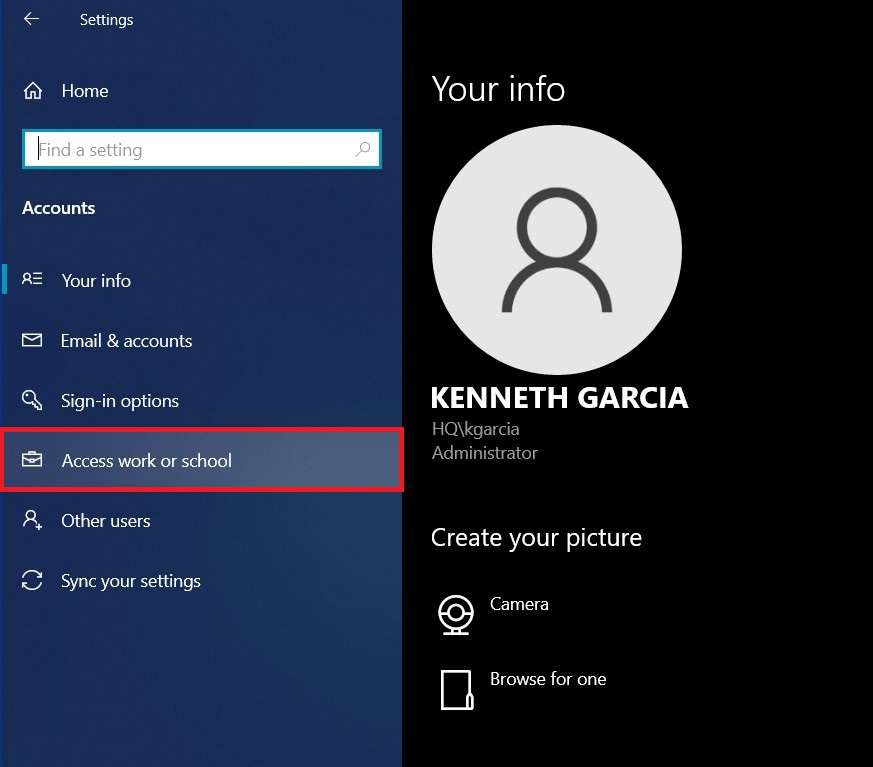 Settings
Home
Find a setting
Accounts
Your info
Email & accounts
Sign-in options
Access work or school
Other users
Sync your settings
Your info
KENNETH GARCIA
HQ\kgarcia
Administrator
Create your picture
Camera
Browse for one